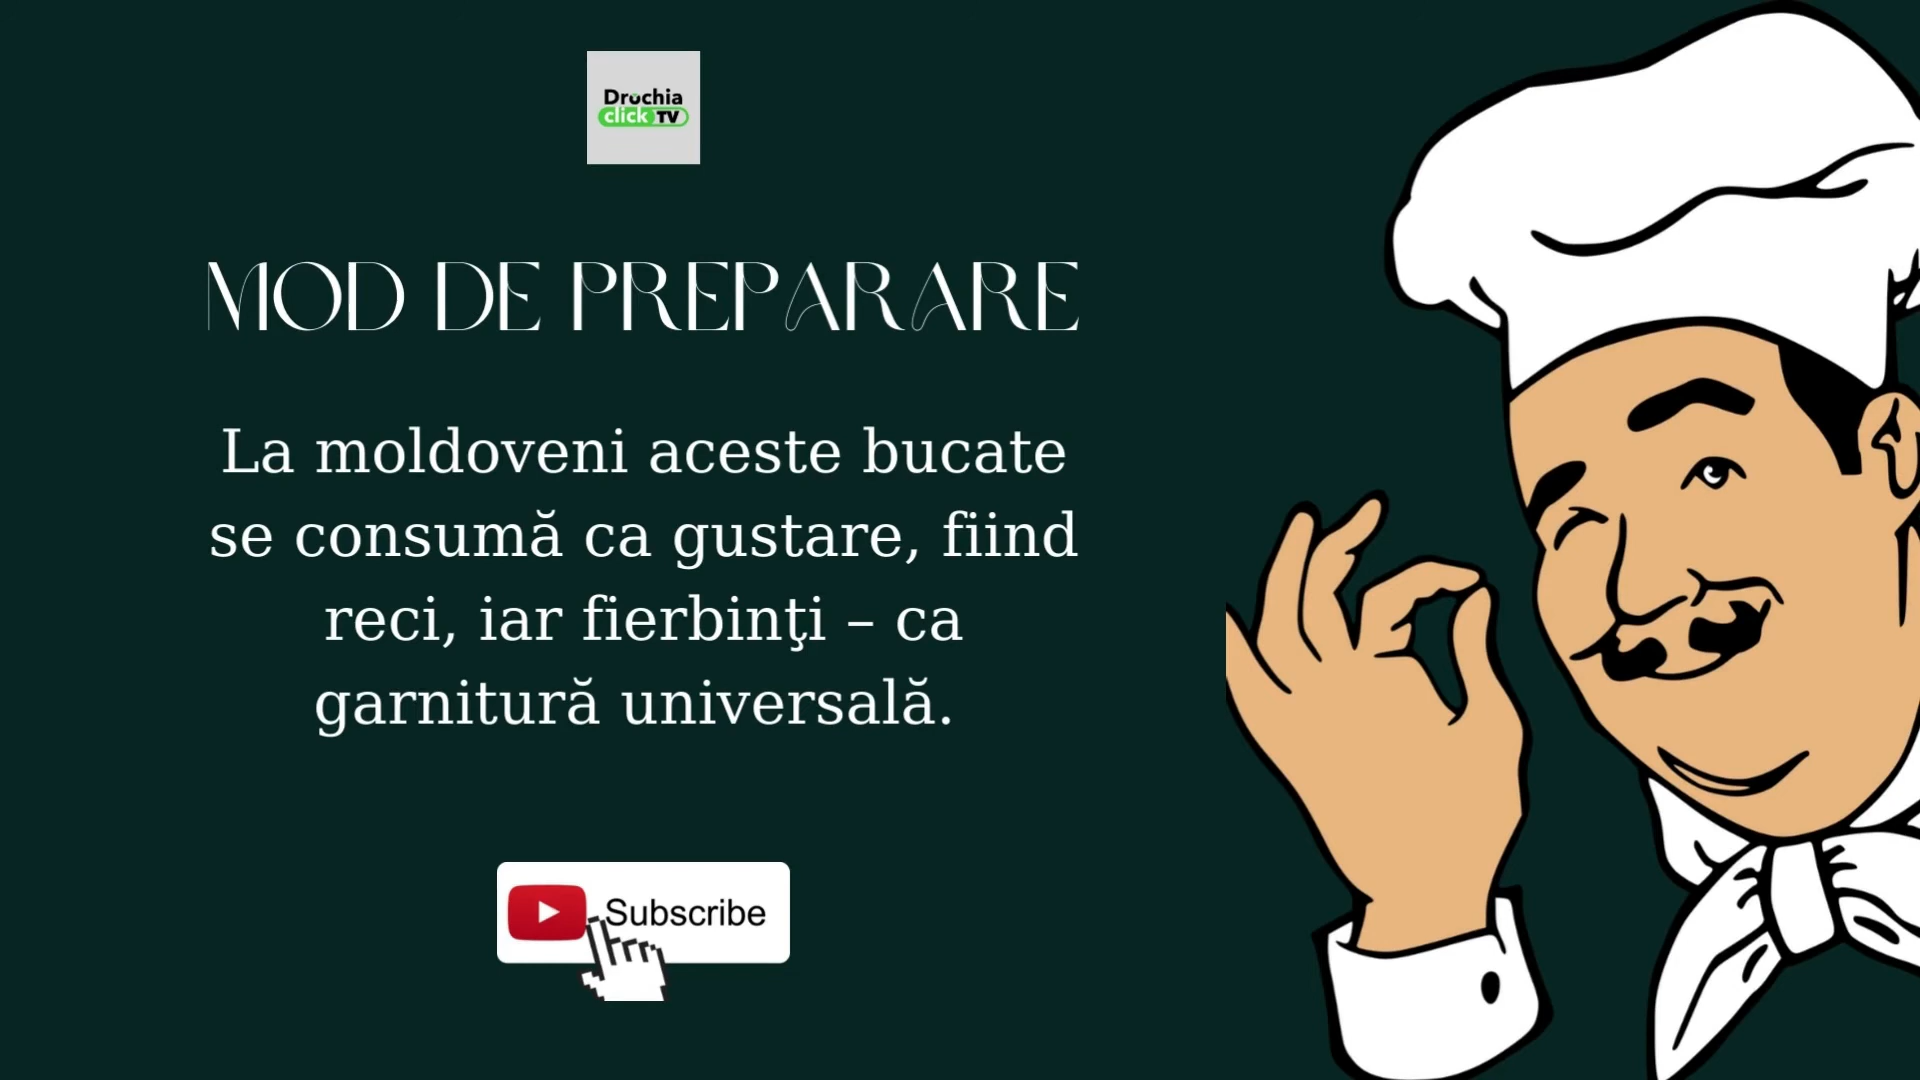 Drochia
click TV
MOD DE PREPARARE
La moldoveni aceste bucate
se consumă ca gustare, fiind
reci, iar fierbinţi – ca
garnitură universală.
Subscribe